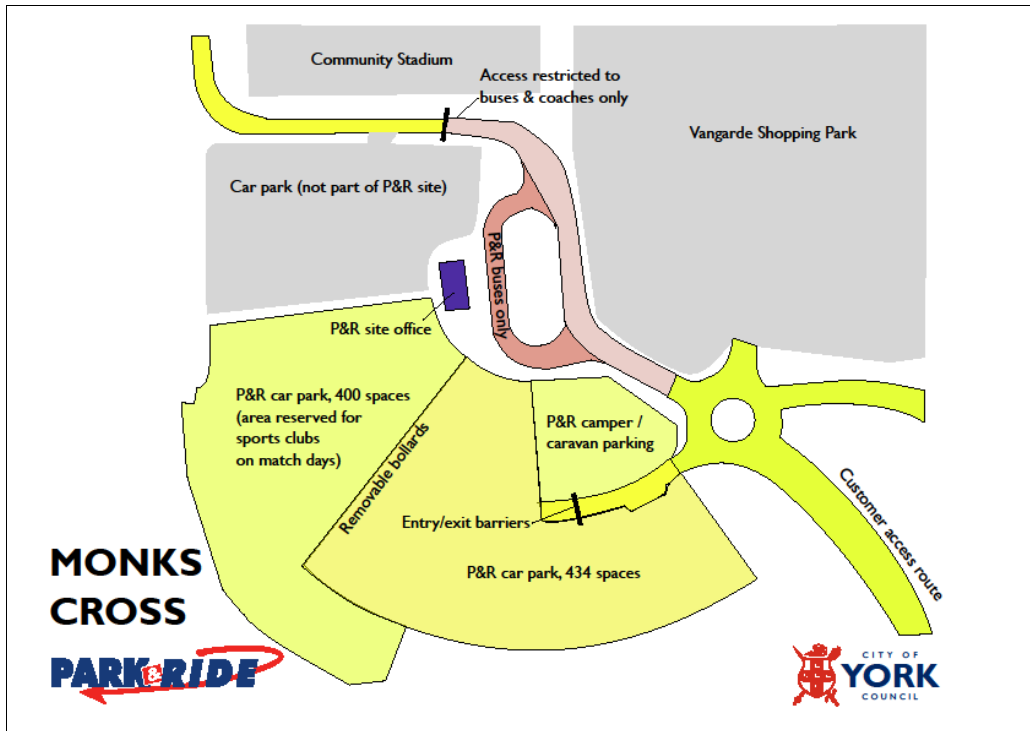 Community Stadium
Access restricted to
buses & coaches only
Vangarde Shopping Park
Car park (not part of P&R site)
P&R buses only
P&R site office
P&R car park, 400 spaces
(area reserved for
sports clubs
on match days)
Removable bollards
P&R camper /
caravan parking
Entry/exit barriers
Customer access route
P&R car park, 434 spaces
MONKS
CROSS
PARK&RIDE
CITY OF
YORK
COUNCIL